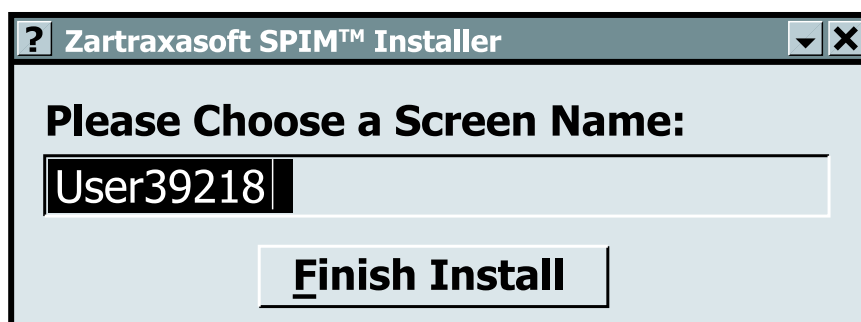 ? Zartraxasoft SPIM™ Installer
Please Choose a Screen Name:
User39218
Finish Install